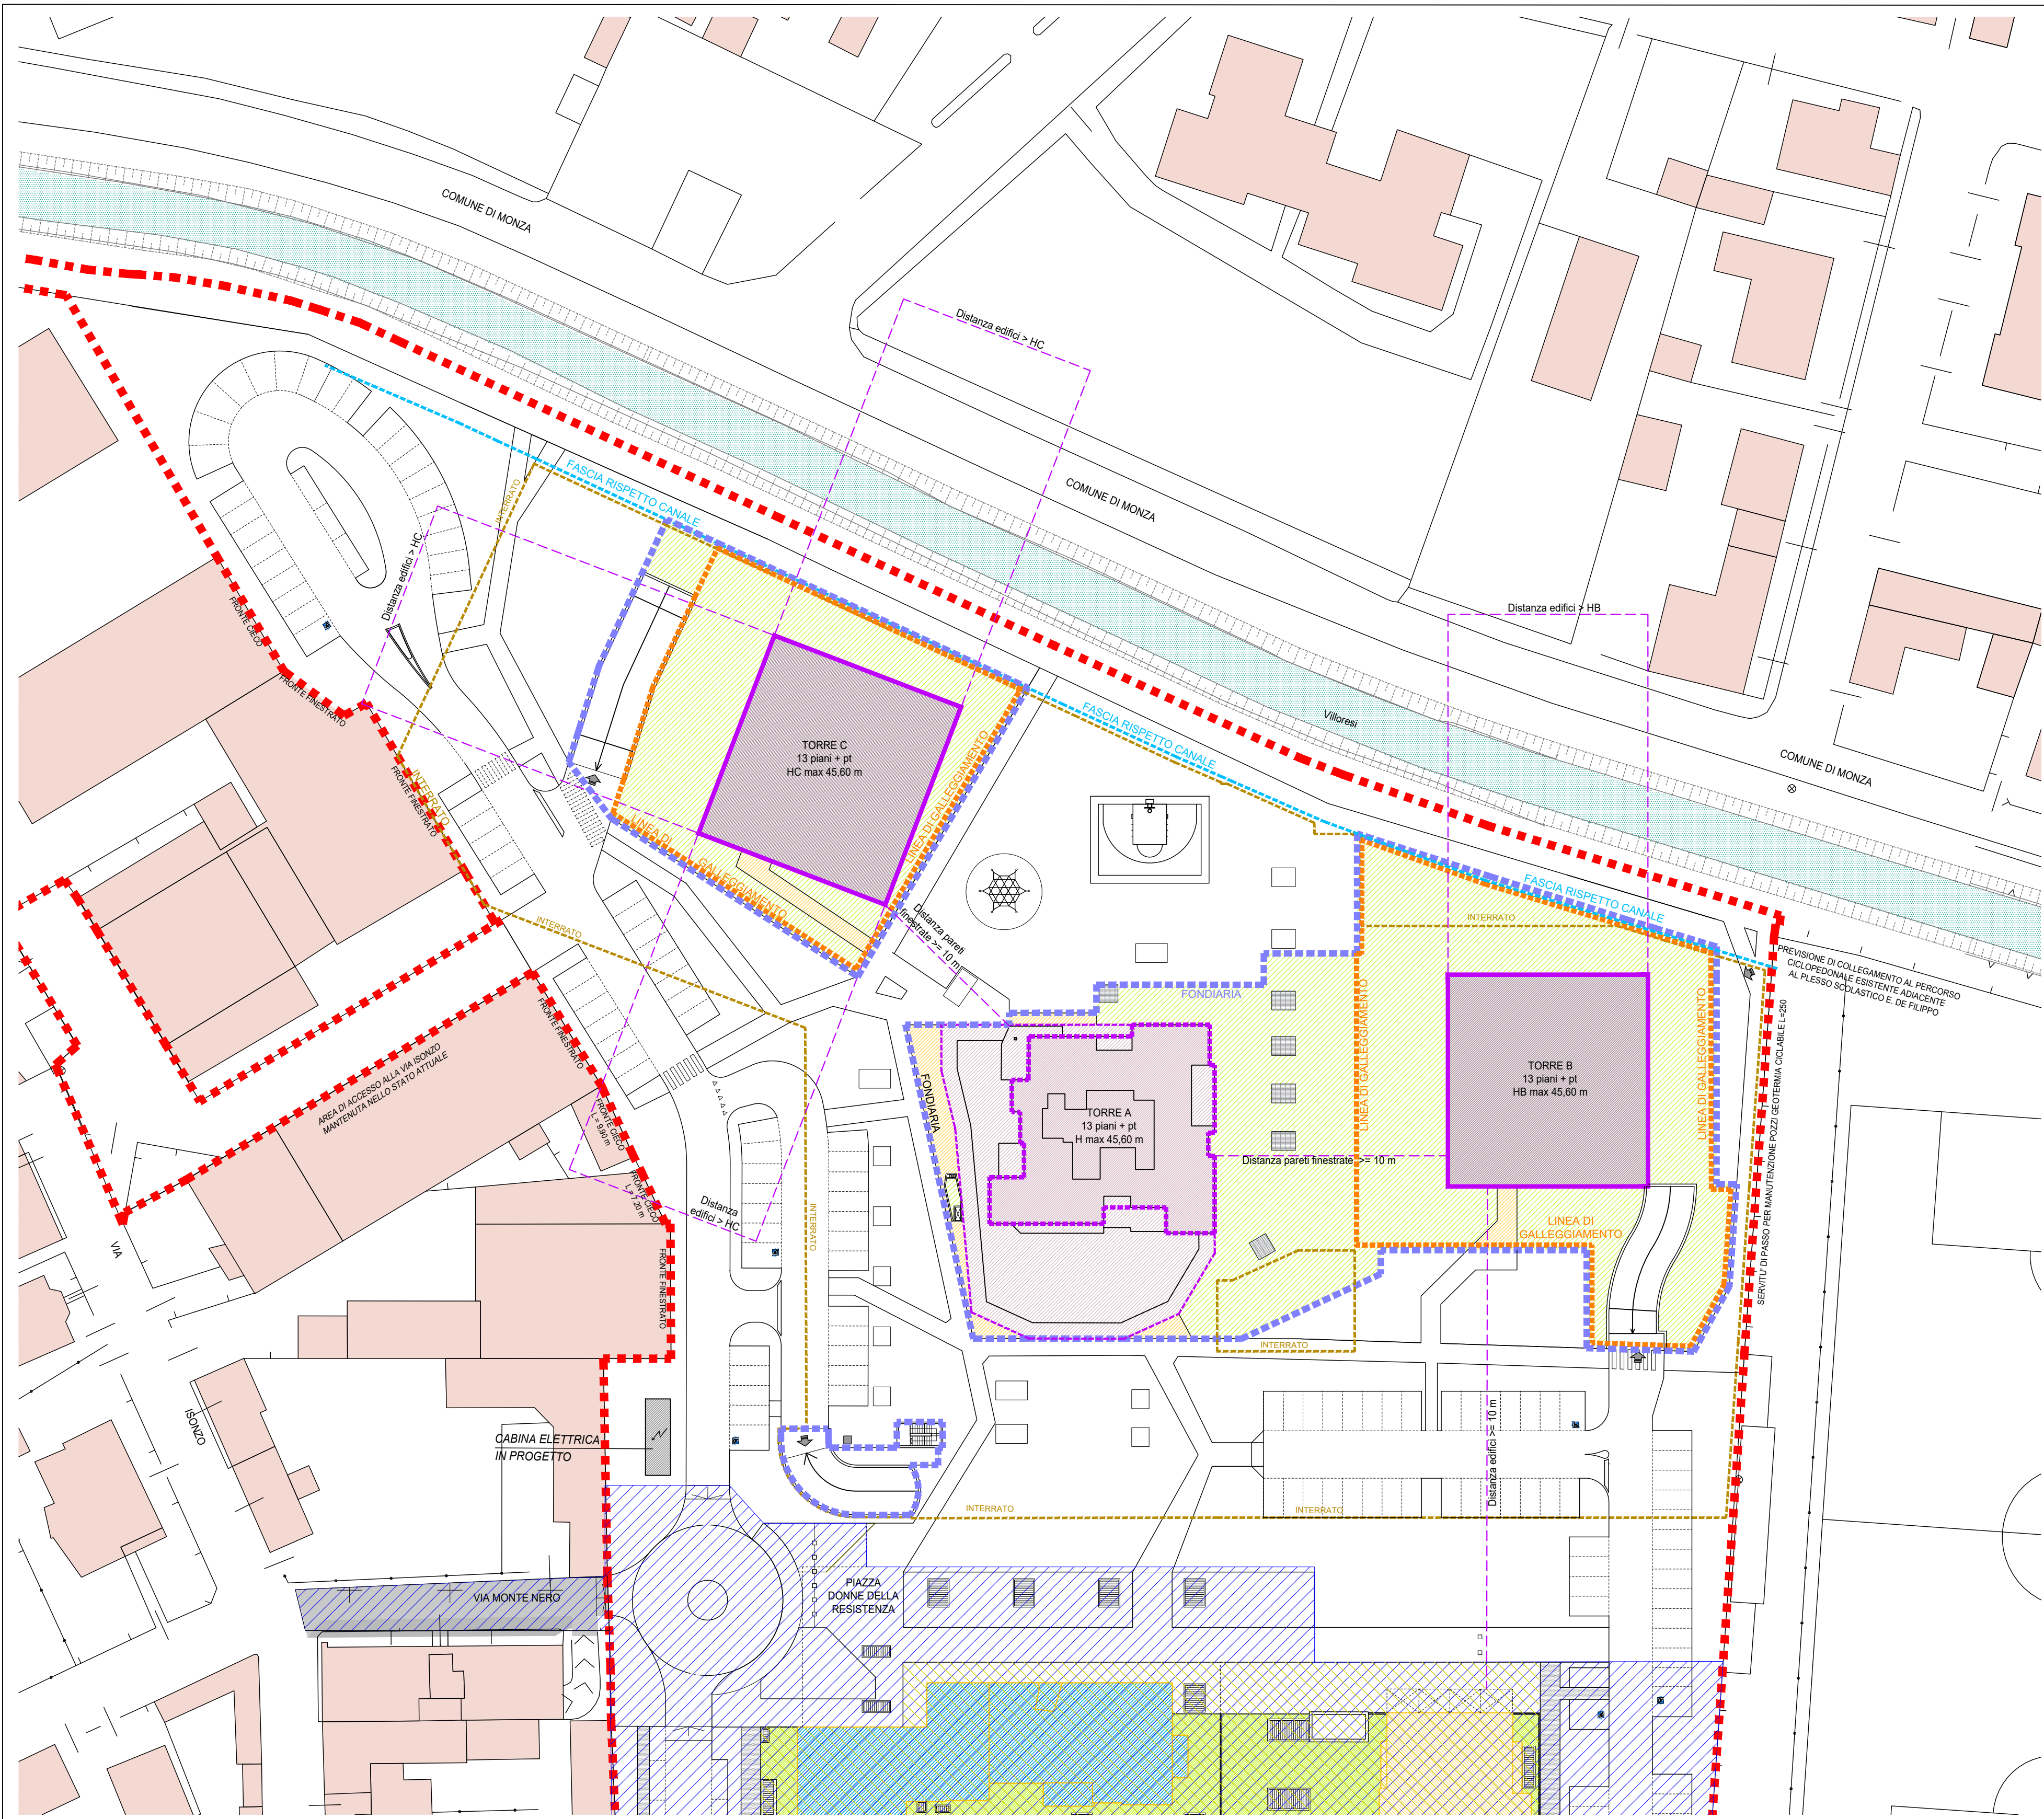 COMUNE DI MONZA
Distanza edifici > HC
FASCIA RISPETTO CANALE
INTERRATO
Distanza edifici > HC
COMUNE DI MONZA
Distanza edifici > HB
FRONTE CIECO
FRONTE FINESTRATO
FRONTE FINESTRATO
INTERRATO
TORRE C
13 piani + pt
HC max 45,60 m
LINEA DI GALLEGGIAMENTO
LINEA DI
GALLEGGIAMENTO
FASCIA RISPETTO CANALE
Villoresi
COMUNE DI MONZA
FASCIA RISPETTO CANALE
INTERRATO
INTERRATO
Distanza pareti
finestrate >= 10 m
PREVISIONE DI COLLEGAMENTO AL PERCORSO
CICLOPEDONALE ESISTENTE ADIACENTE
AL PLESSO SCOLASTICO E. DE FILIPPO
FONDIARIA
LINEA DI GALLEGGIAMENTO
LINEA DI GALLEGGIAMENTO
SERVITU' DI PASSO PER MANUTENZIONE POZZI GEOTERMIA CICLABILE L=250
FRONTE FINESTRATO
AREA DI ACCESSO ALLA VIA ISONZO
MANTENUTA NELLO STATO ATTUALE
FRONTE CIECO
L= 9,90 m
FONDIARIA
TORRE A
13 piani + pt
H max 45,60 m
TORRE B
13 piani + pt
HB max 45,60 m
Distanza pareti finestrate >= 10 m
FRONTE CIECO
L= 7,20 m
Distanza
edifici > HC
INTERRATO
LINEA DI
GALLEGGIAMENTO
VIA
FRONTE FINESTRATO
INTERRATO
ISONZO
CABINA ELETTRICA
IN PROGETTO
Distanza edifici >= 10 m
INTERRATO
INTERRATO
VIA MONTE NERO
PIAZZA
DONNE DELLA
RESISTENZA